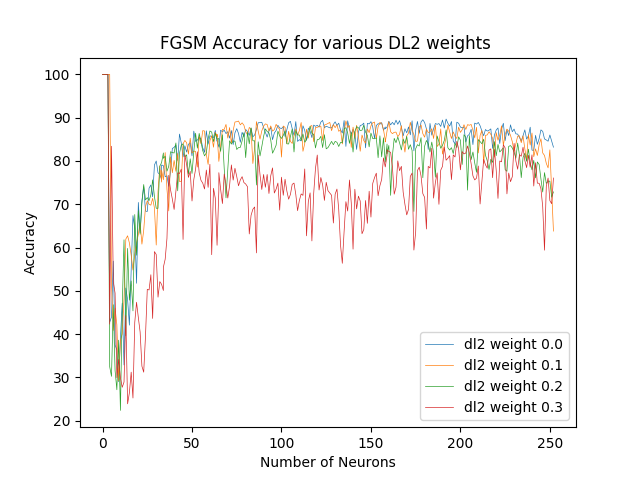 FGSM Accuracy for various DL2 weights
Accuracy
100
90
80
70
60
50
40
30
20
dl2 weight 0.0
dl2 weight 0.1
dl2 weight 0.2
dl2 weight 0.3
0 50 100 150 200 250
Number of Neurons